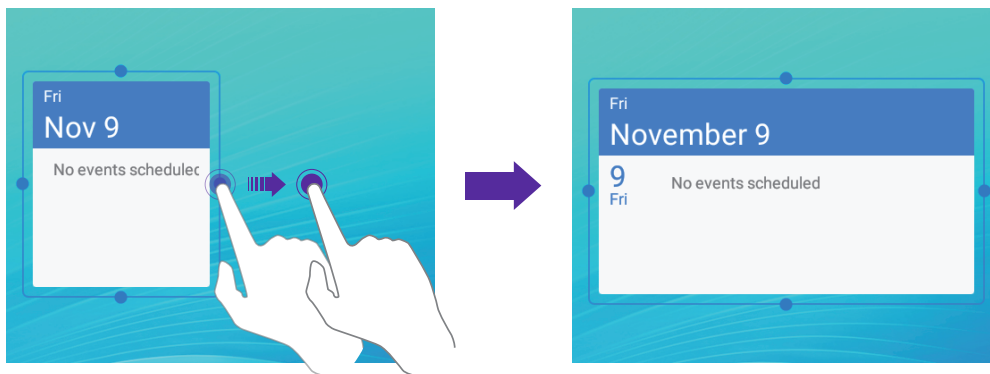 Fri
Nov 9
No events scheduled
Fri
November 9
9
Fri
No events scheduled